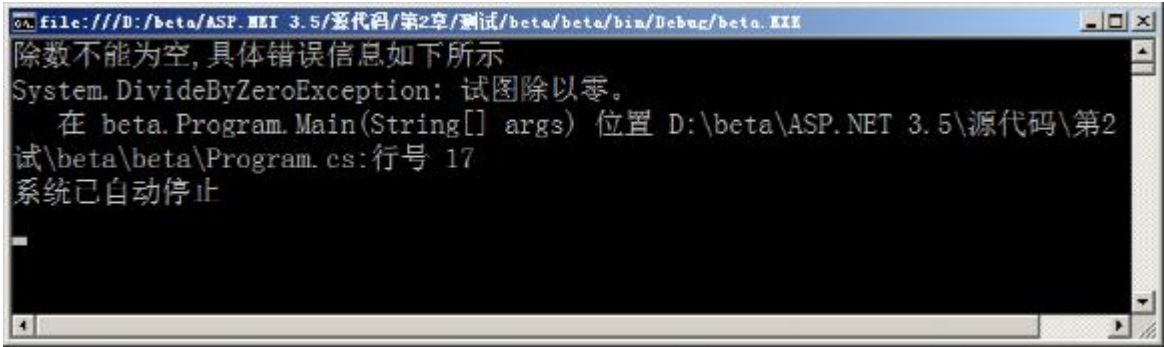 file:///D:/beta/ASP.NET 3.5/源代码/第2章/测试/beta/beta/bin/Debug/beta.EXE
除数不能为空,具体错误信息如下所示
System.DivideByZeroException: 试图除以零。
   在 beta.Program.Main(String[] args) 位置 D:\beta\ASP.NET 3.5\源代码\第2
试\beta\beta\Program.cs:行号 17
系统已自动停止